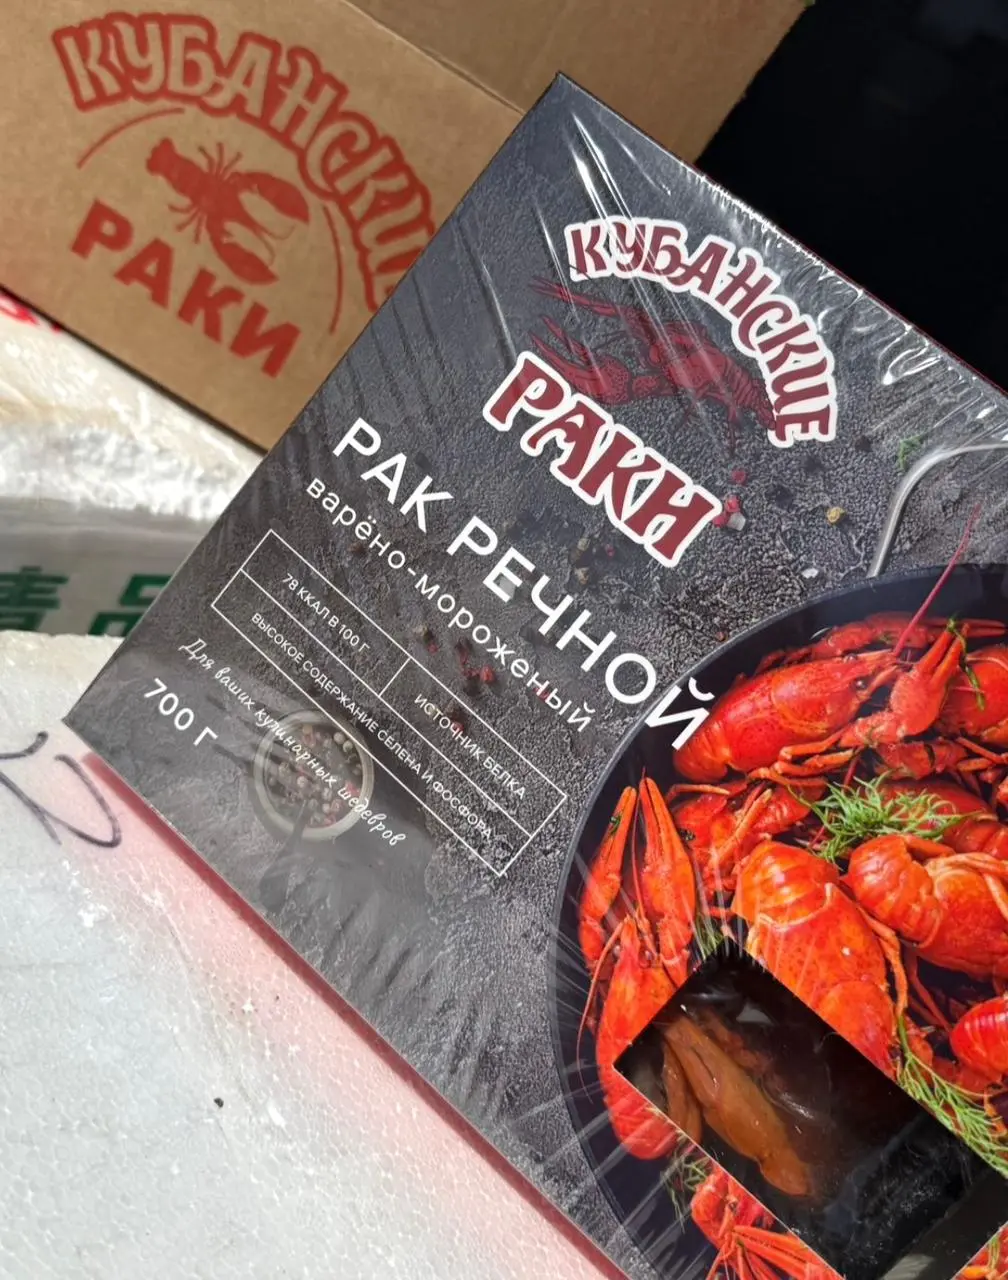 КУБАНСКИЕ
РАКИ
КУБАНСКИЕ
РАКИ
РАК РЕЧНОЙ
варёно-мороженый
78 ККАЛ В 100 Г
ИСТОЧНИК БЕЛКА
ВЫСОКОЕ СОДЕРЖАНИЕ СЕЛЕНА И ФОСФОРА
Для ваших кулинарных шедевров
700 Г
品